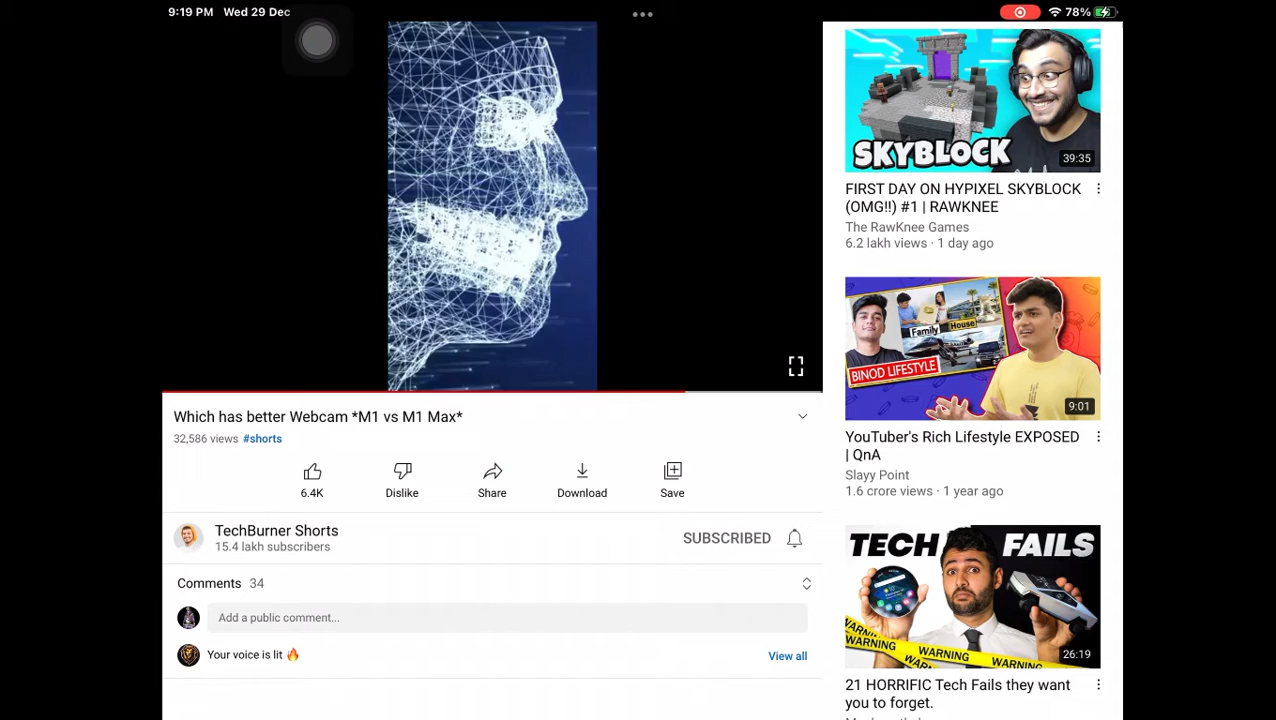 9:19 PM Wed 29 Dec
78%
Which has better Webcam *M1 vs M1 Max*
32,586 views #shorts
6.4K
Dislike
Share
Download
Save
TechBurner Shorts
15.4 lakh subscribers
SUBSCRIBED
Comments 34
Add a public comment...
Your voice is lit 🔥
View all
SKYBLOCK
39:35
FIRST DAY ON HYPIXEL SKYBLOCK
(OMG!!) #1 | RAWKNEE
The RawKnee Games
6.2 lakh views · 1 day ago
Family
House
BINOD LIFESTYLE
9:01
YouTuber's Rich Lifestyle EXPOSED
| QnA
Slayy Point
1.6 crore views · 1 year ago
TECH FAILS
WARNING
WARNING
WARNING
WARNING
26:19
21 HORRIFIC Tech Fails they want
you to forget.